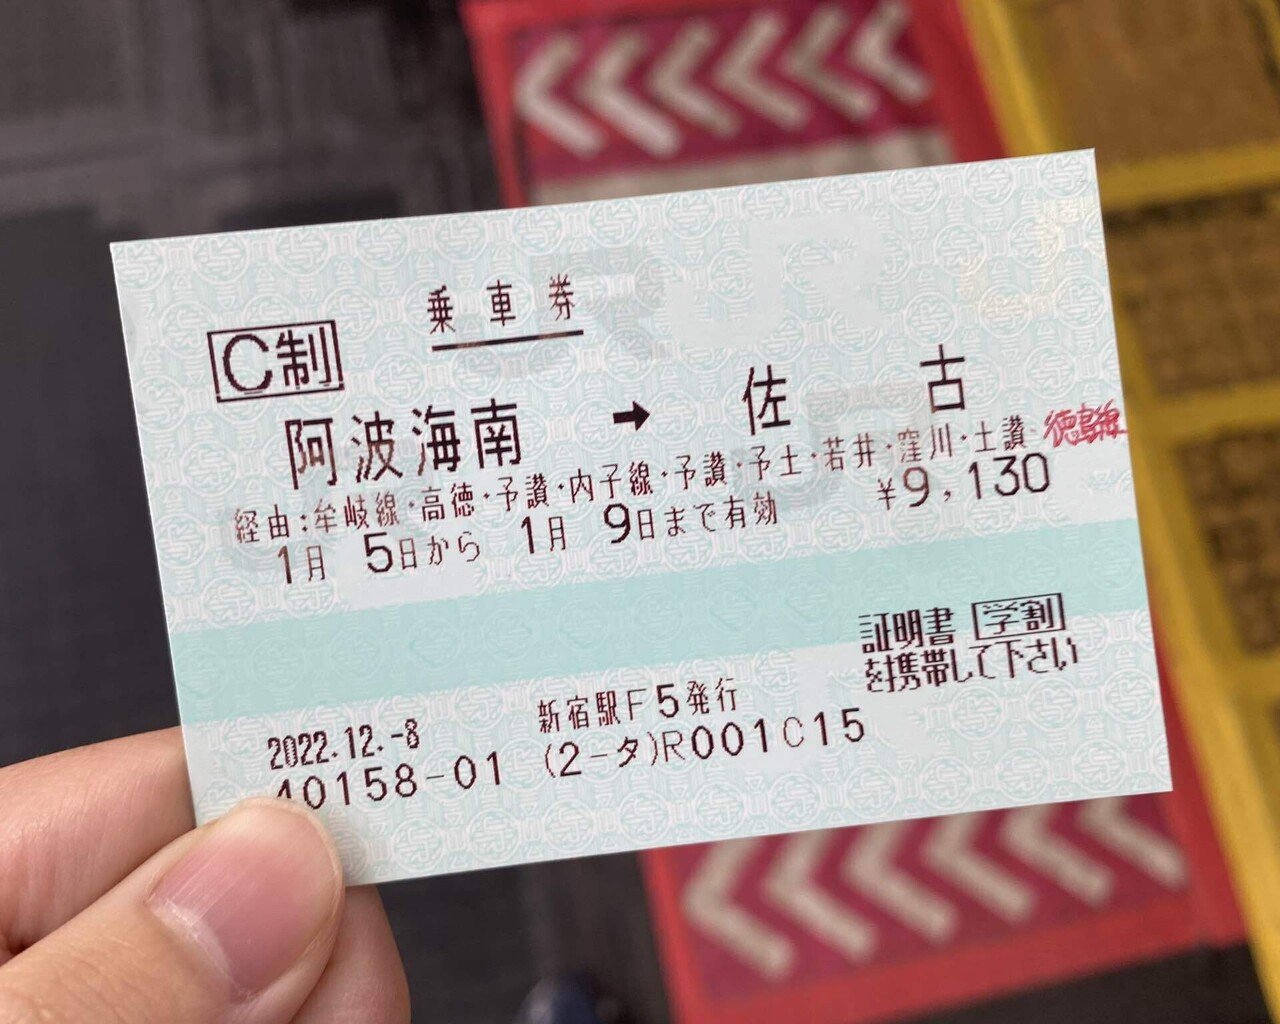 乗車券
C制
阿波海南 → 佐古
経由:牟岐線・高徳・予讃・内子線・予讃・予土・若井・窪川・土讃
¥9,130
1月 5日から 1月 9日まで有効
証明書 学割
を携帯して下さい
2022.12.-8 新宿駅F5発行
40158-01 (2-タ)R001C15